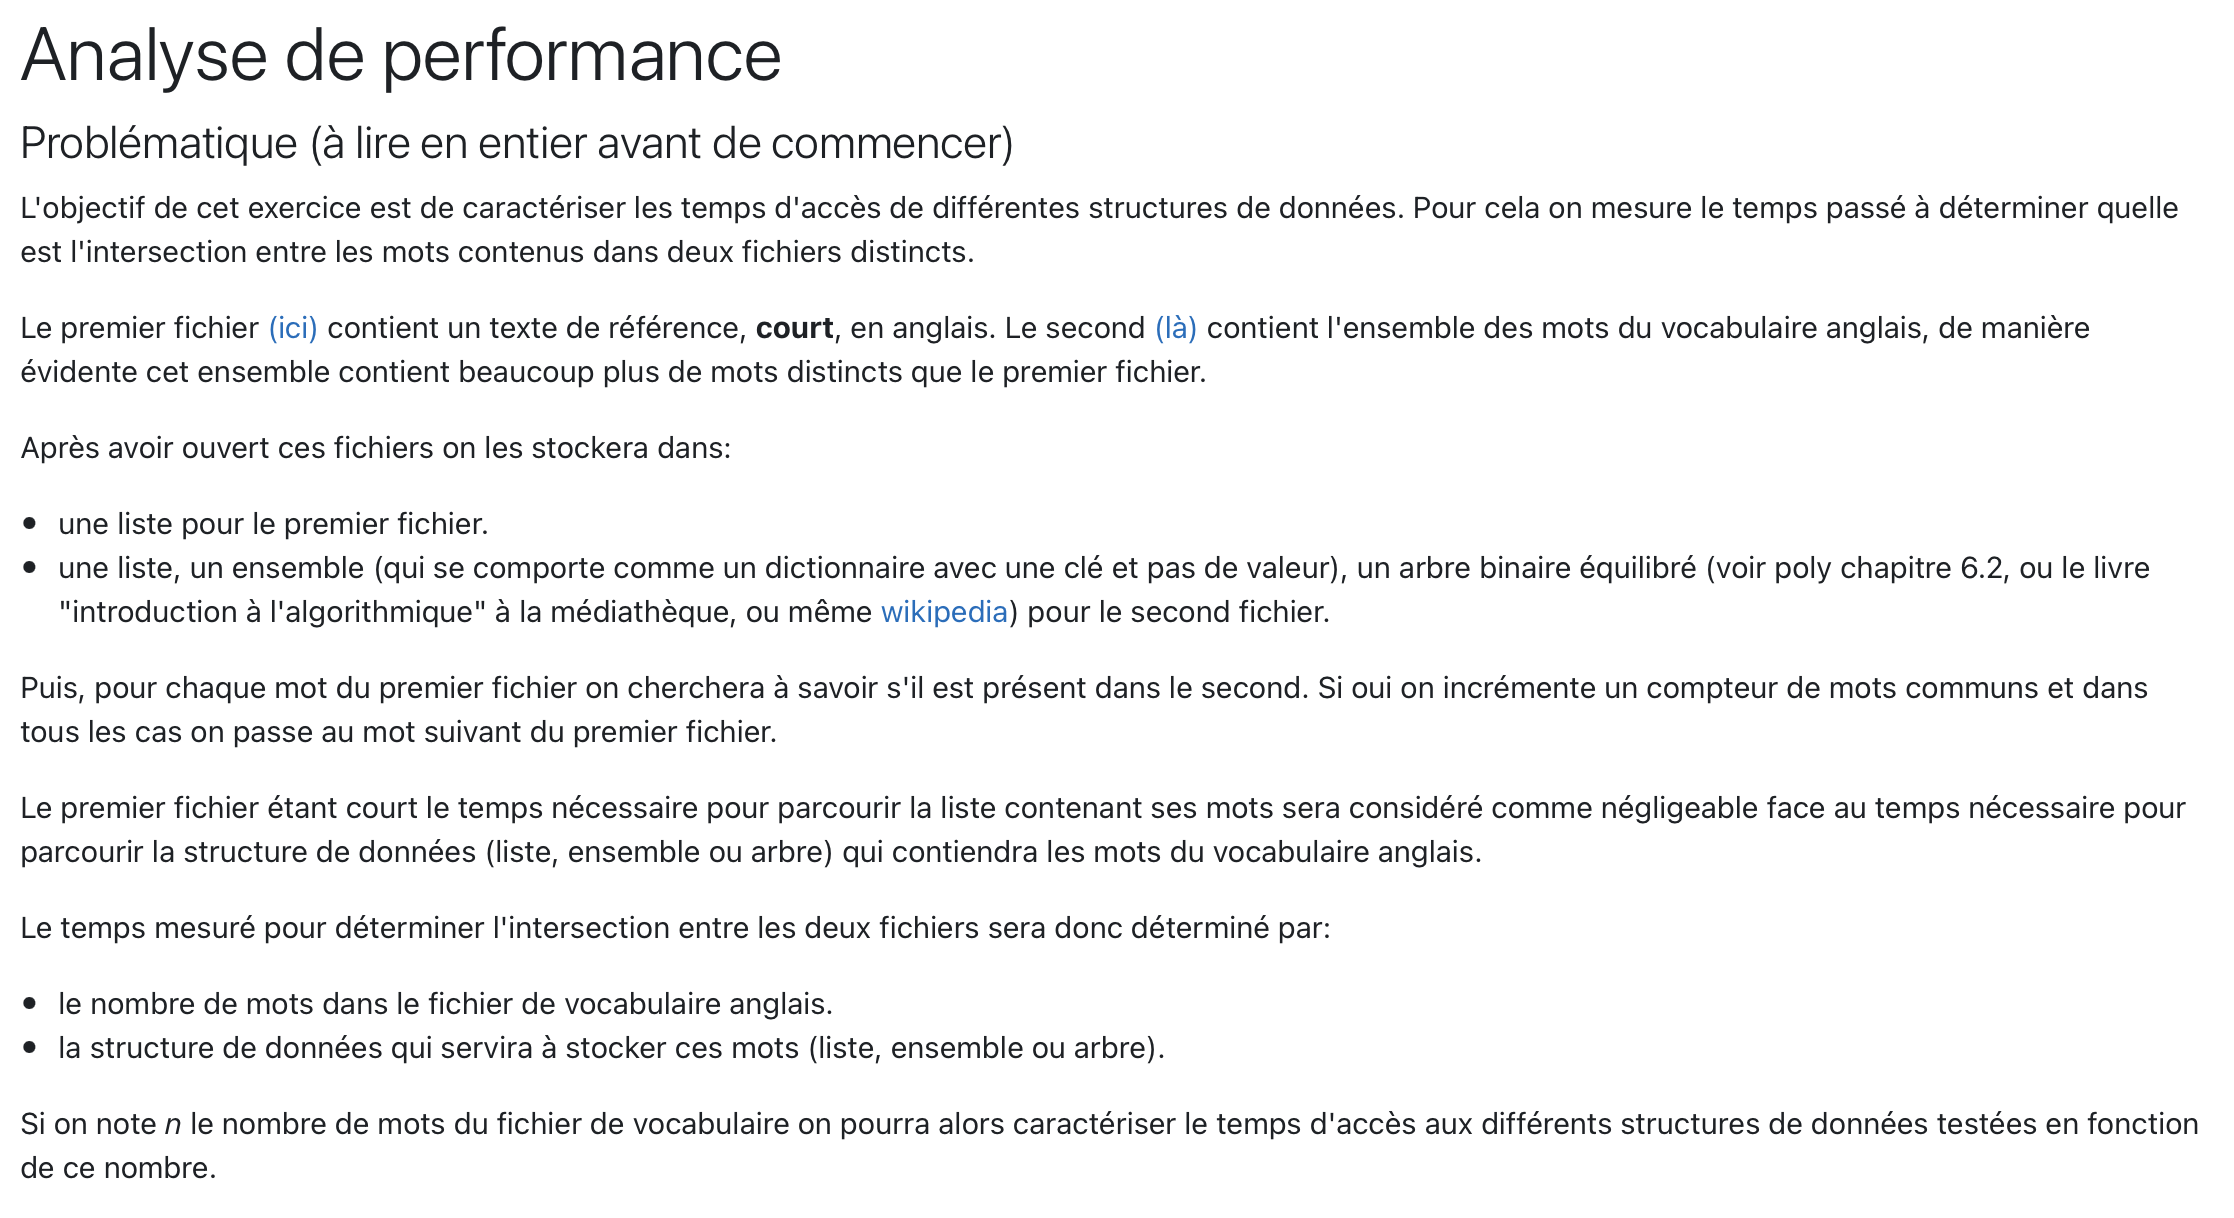 Analyse de performance
Problématique (à lire en entier avant de commencer)
L'objectif de cet exercice est de caractériser les temps d'accès de différentes structures de données. Pour cela on mesure le temps passé à déterminer quelle
est l'intersection entre les mots contenus dans deux fichiers distincts.
Le premier fichier (ici) contient un texte de référence, court, en anglais. Le second (là) contient l'ensemble des mots du vocabulaire anglais, de manière
évidente cet ensemble contient beaucoup plus de mots distincts que le premier fichier.
Après avoir ouvert ces fichiers on les stockera dans:
• une liste pour le premier fichier.
• une liste, un ensemble (qui se comporte comme un dictionnaire avec une clé et pas de valeur), un arbre binaire équilibré (voir poly chapitre 6.2, ou le livre
"introduction à l'algorithmique" à la médiathèque, ou même wikipedia) pour le second fichier.
Puis, pour chaque mot du premier fichier on cherchera à savoir s'il est présent dans le second. Si oui on incrémente un compteur de mots communs et dans
tous les cas on passe au mot suivant du premier fichier.
Le premier fichier étant court le temps nécessaire pour parcourir la liste contenant ses mots sera considéré comme négligeable face au temps nécessaire pour
parcourir la structure de données (liste, ensemble ou arbre) qui contiendra les mots du vocabulaire anglais.
Le temps mesuré pour déterminer l'intersection entre les deux fichiers sera donc déterminé par:
• le nombre de mots dans le fichier de vocabulaire anglais.
• la structure de données qui servira à stocker ces mots (liste, ensemble ou arbre).
Si on note n le nombre de mots du fichier de vocabulaire on pourra alors caractériser le temps d'accès aux différents structures de données testées en fonction
de ce nombre.